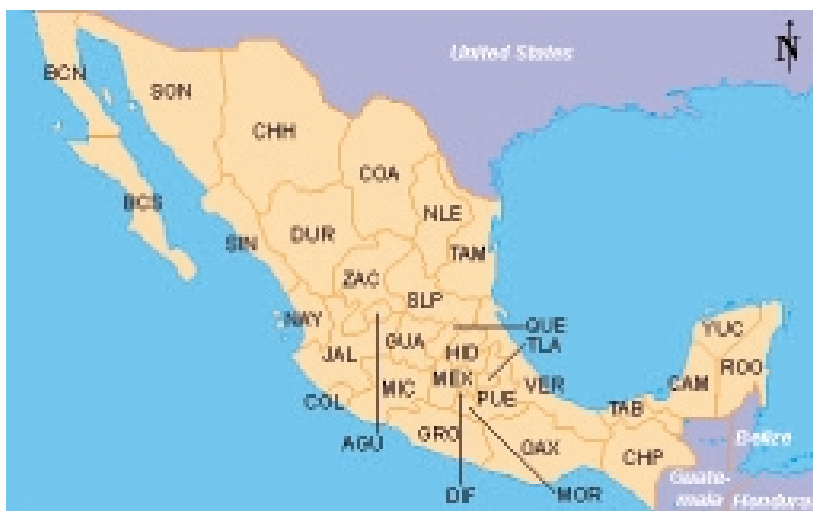 United States
N
BCN
SON
CHH
COA
BCS
NLE
SIN
DUR
TAM
ZAC
SLP
NAY
QUE
GUA
TLA
JAL
HID
YUC
MEX
ROO
MIC
VER
CAM
COL
PUE
TAB
AGU
GRO
OAX
Belize
CHP
Guate-
mala
Honduras
DIF
MOR